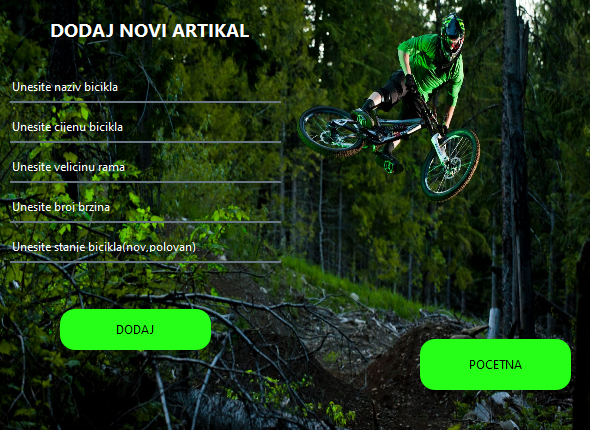 DODAJ NOVI ARTIKAL
Unesite naziv bicikla
Unesite cijenu bicikla
Unesite velicinu rama
Unesite broj brzina
Unesite stanje bicikla(nov,polovan)
DODAJ
POCETNA